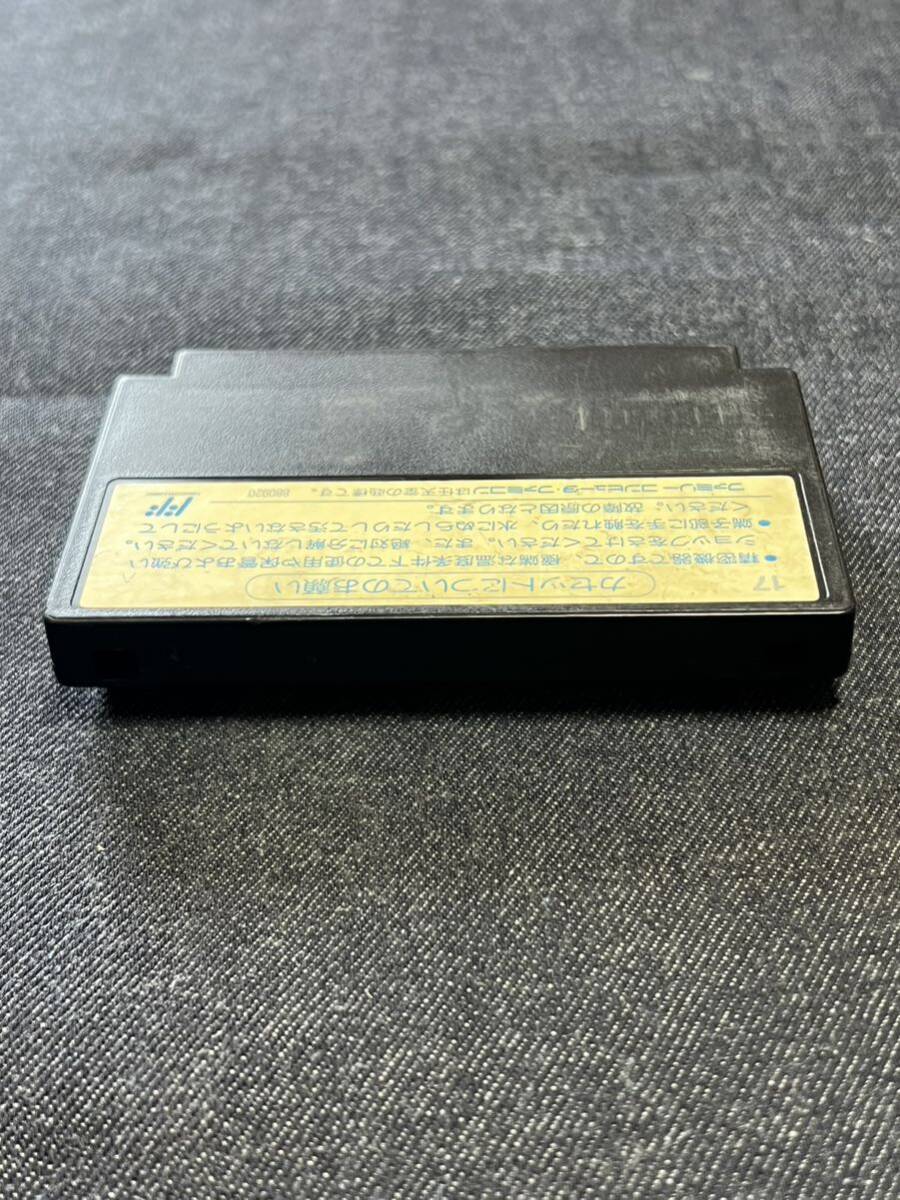 17
カセットについてのお願い
●精密機器ですので、極端な温度条件下での使用や保管および強い
ショックをさけてください。また、絶対に分解しないでください。
●端子部に手を触れたり、水にぬらしたりして汚さないようにして
ください。故障の原因となります。
ファミリーコンピュータ・ファミコンは任天堂の商標です。